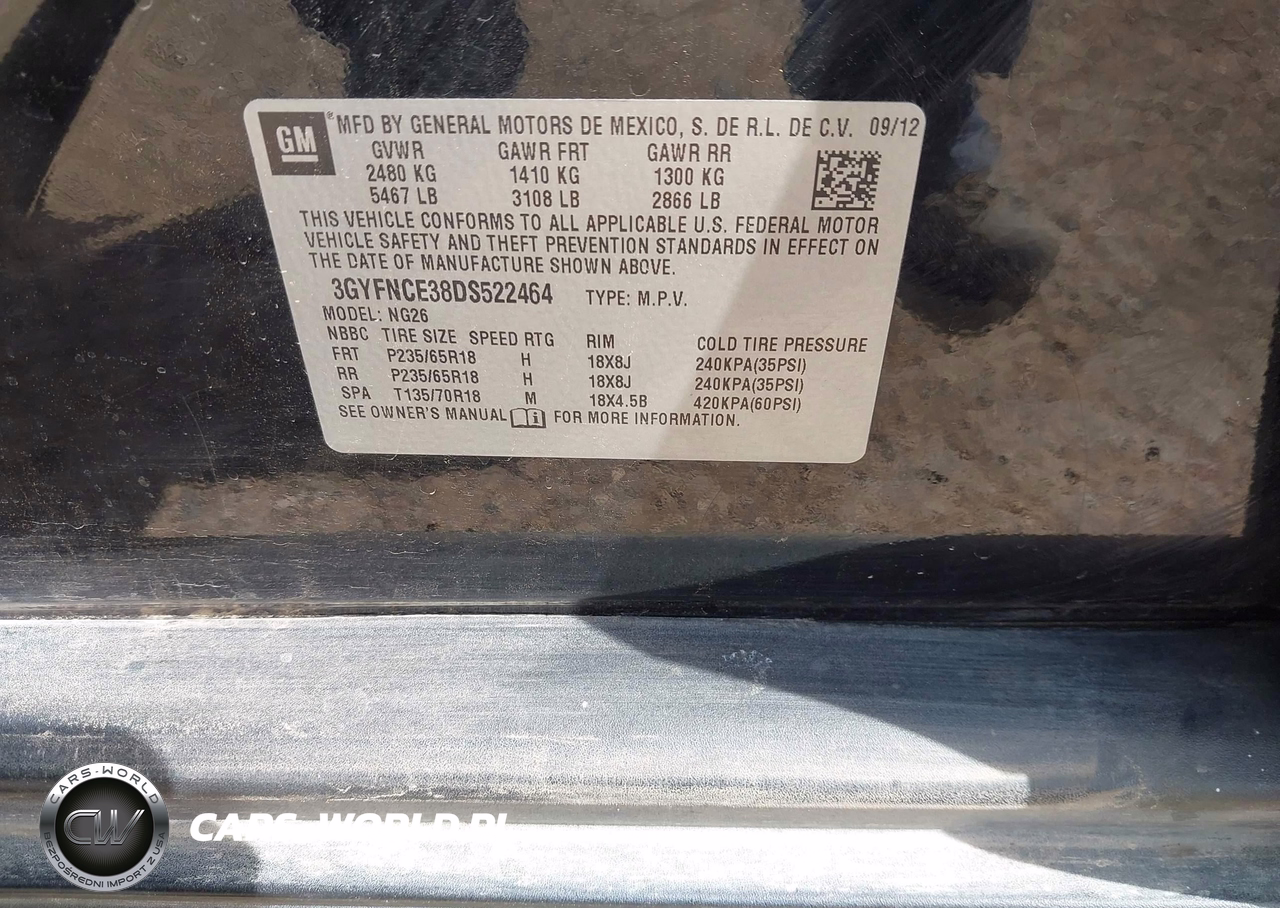 GM ® MFD BY GENERAL MOTORS DE MEXICO, S. DE R.L. DE C.V. 09/12
GVWR GAWR FRT GAWR RR
2480 KG 1410 KG 1300 KG
5467 LB 3108 LB 2866 LB
THIS VEHICLE CONFORMS TO ALL APPLICABLE U.S. FEDERAL MOTOR
VEHICLE SAFETY AND THEFT PREVENTION STANDARDS IN EFFECT ON
THE DATE OF MANUFACTURE SHOWN ABOVE.
3GYFNCE38DS522464 TYPE: M.P.V.
MODEL: NG26
NBBC TIRE SIZE SPEED RTG RIM COLD TIRE PRESSURE
FRT P235/65R18 H 18X8J 240KPA(35PSI)
RR P235/65R18 H 18X8J 240KPA(35PSI)
SPA T135/70R18 M 18X4.5B 420KPA(60PSI)
SEE OWNER'S MANUAL i FOR MORE INFORMATION.
CARS-WORLD
CW
BEZPOŚREDNI IMPORT Z USA
CARS-WORLD.PL